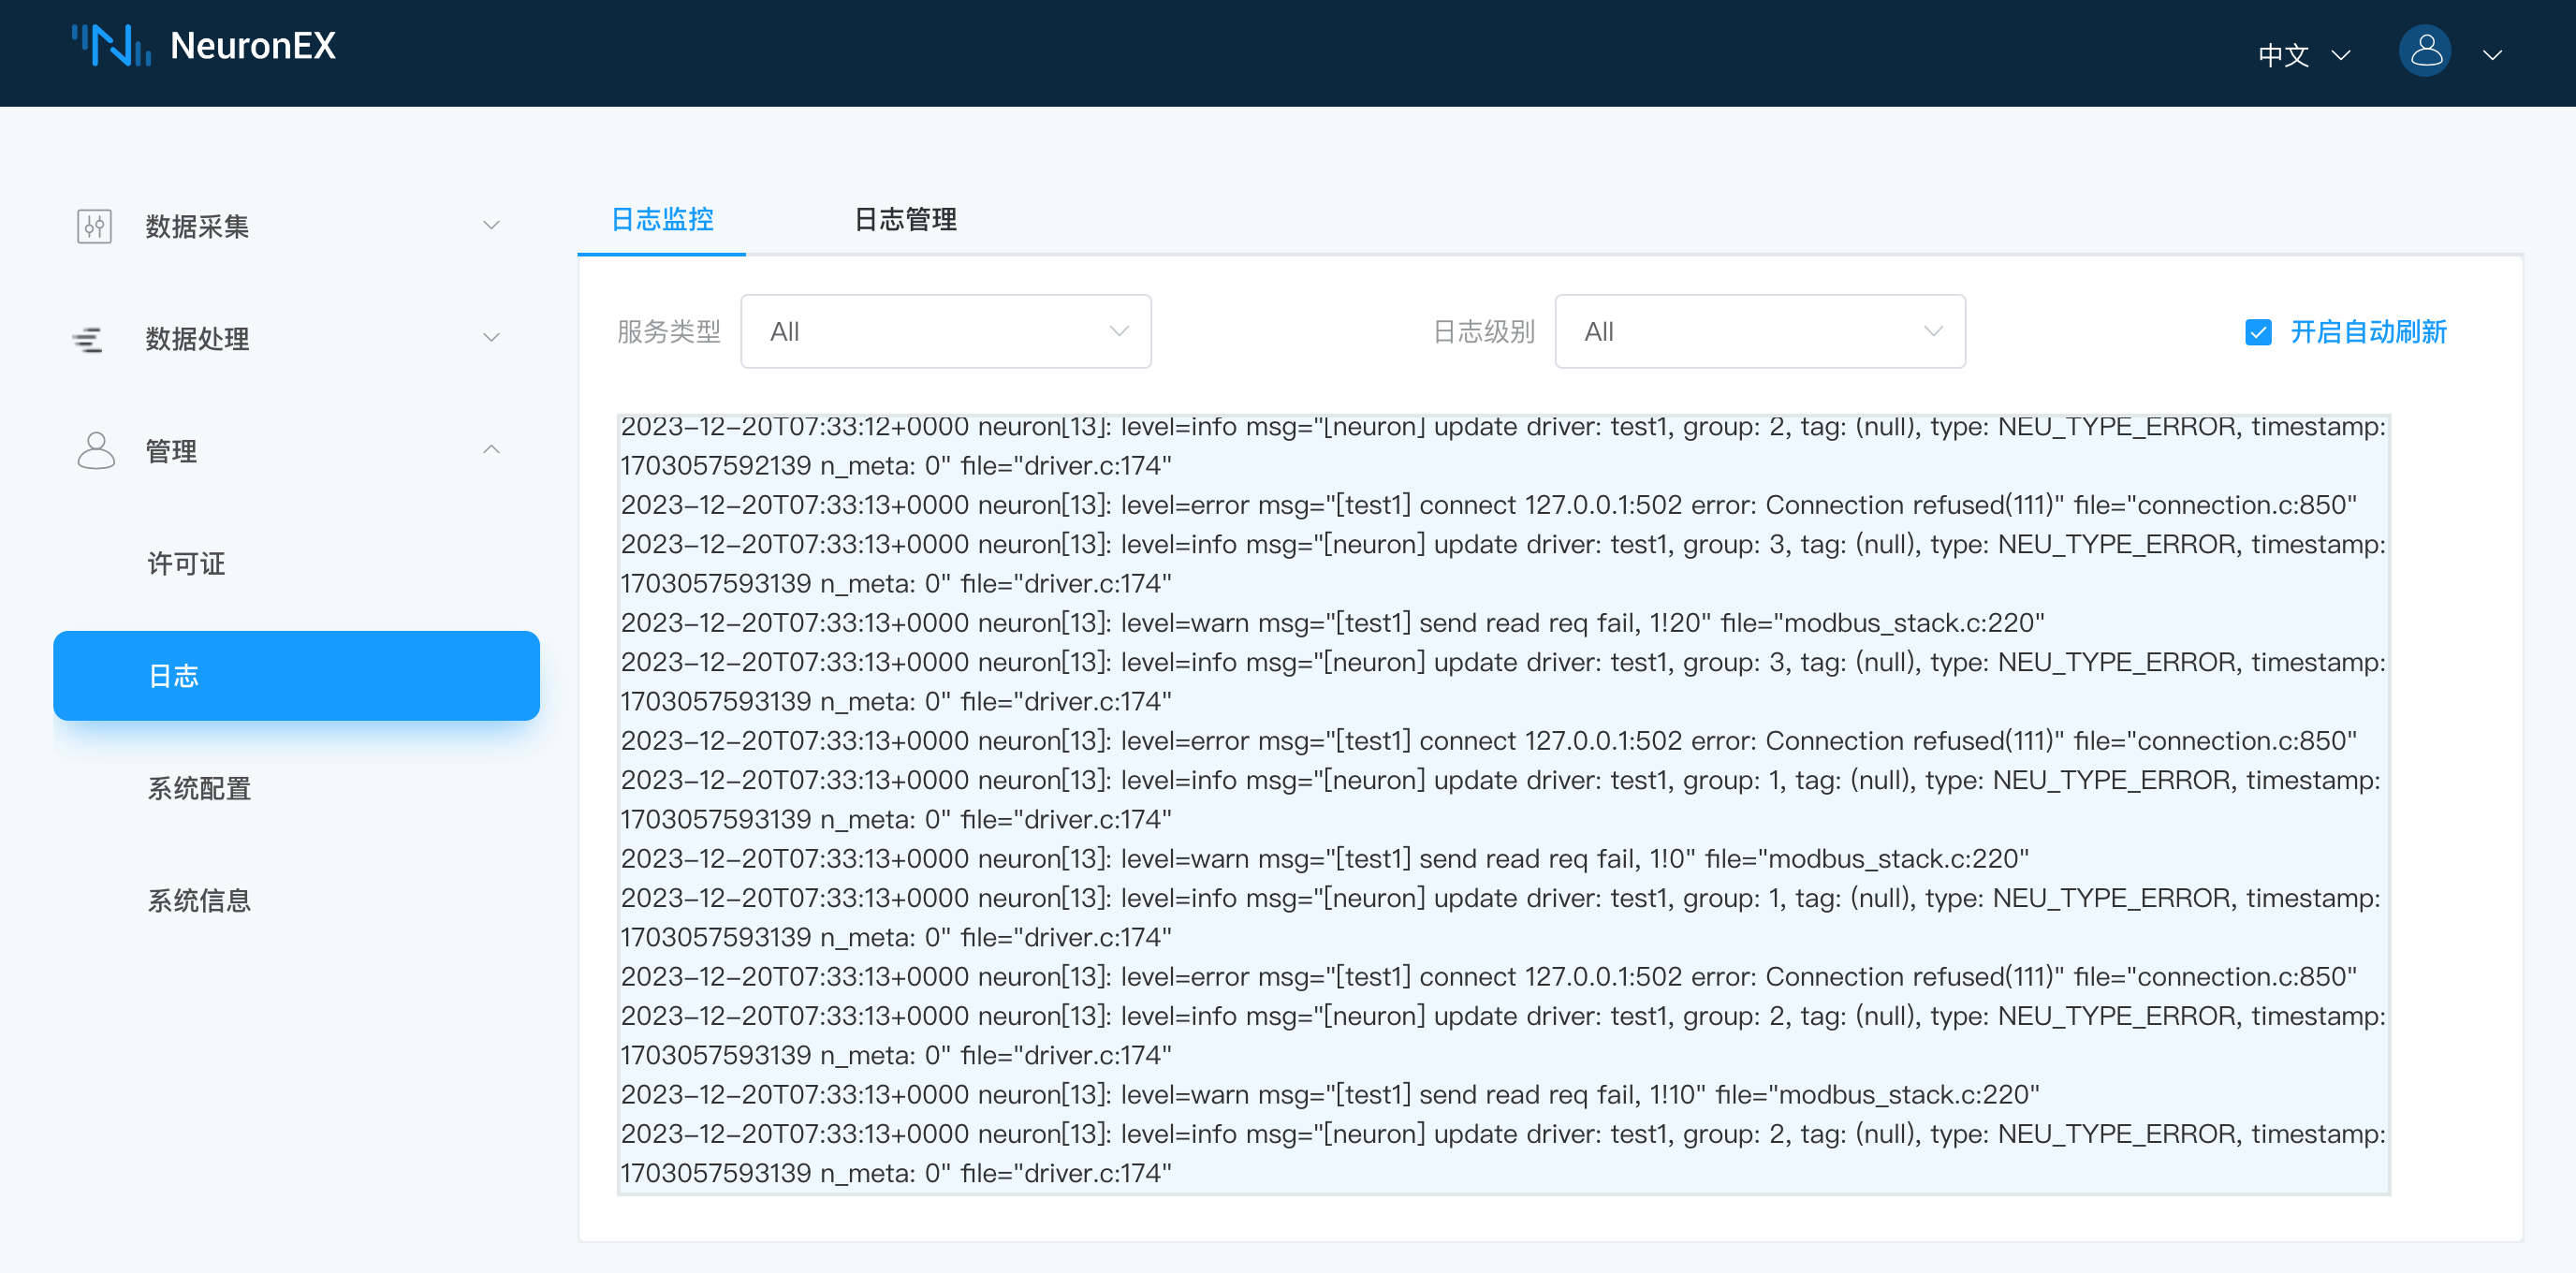 NeuronEX
中文
数据采集
数据处理
管理
许可证
日志
系统配置
系统信息
日志监控 日志管理
服务类型 All 日志级别 All 开启自动刷新
2023-12-20T07:33:12+0000 neuron[13]: level=info msg="[neuron] update driver: test1, group: 2, tag: (null), type: NEU_TYPE_ERROR, timestamp:
1703057592139 n_meta: 0" file="driver.c:174"
2023-12-20T07:33:13+0000 neuron[13]: level=error msg="[test1] connect 127.0.0.1:502 error: Connection refused(111)" file="connection.c:850"
2023-12-20T07:33:13+0000 neuron[13]: level=info msg="[neuron] update driver: test1, group: 3, tag: (null), type: NEU_TYPE_ERROR, timestamp:
1703057593139 n_meta: 0" file="driver.c:174"
2023-12-20T07:33:13+0000 neuron[13]: level=warn msg="[test1] send read req fail, 1!20" file="modbus_stack.c:220"
2023-12-20T07:33:13+0000 neuron[13]: level=info msg="[neuron] update driver: test1, group: 3, tag: (null), type: NEU_TYPE_ERROR, timestamp:
1703057593139 n_meta: 0" file="driver.c:174"
2023-12-20T07:33:13+0000 neuron[13]: level=error msg="[test1] connect 127.0.0.1:502 error: Connection refused(111)" file="connection.c:850"
2023-12-20T07:33:13+0000 neuron[13]: level=info msg="[neuron] update driver: test1, group: 1, tag: (null), type: NEU_TYPE_ERROR, timestamp:
1703057593139 n_meta: 0" file="driver.c:174"
2023-12-20T07:33:13+0000 neuron[13]: level=warn msg="[test1] send read req fail, 1!0" file="modbus_stack.c:220"
2023-12-20T07:33:13+0000 neuron[13]: level=info msg="[neuron] update driver: test1, group: 1, tag: (null), type: NEU_TYPE_ERROR, timestamp:
1703057593139 n_meta: 0" file="driver.c:174"
2023-12-20T07:33:13+0000 neuron[13]: level=error msg="[test1] connect 127.0.0.1:502 error: Connection refused(111)" file="connection.c:850"
2023-12-20T07:33:13+0000 neuron[13]: level=info msg="[neuron] update driver: test1, group: 2, tag: (null), type: NEU_TYPE_ERROR, timestamp:
1703057593139 n_meta: 0" file="driver.c:174"
2023-12-20T07:33:13+0000 neuron[13]: level=warn msg="[test1] send read req fail, 1!10" file="modbus_stack.c:220"
2023-12-20T07:33:13+0000 neuron[13]: level=info msg="[neuron] update driver: test1, group: 2, tag: (null), type: NEU_TYPE_ERROR, timestamp:
1703057593139 n_meta: 0" file="driver.c:174"